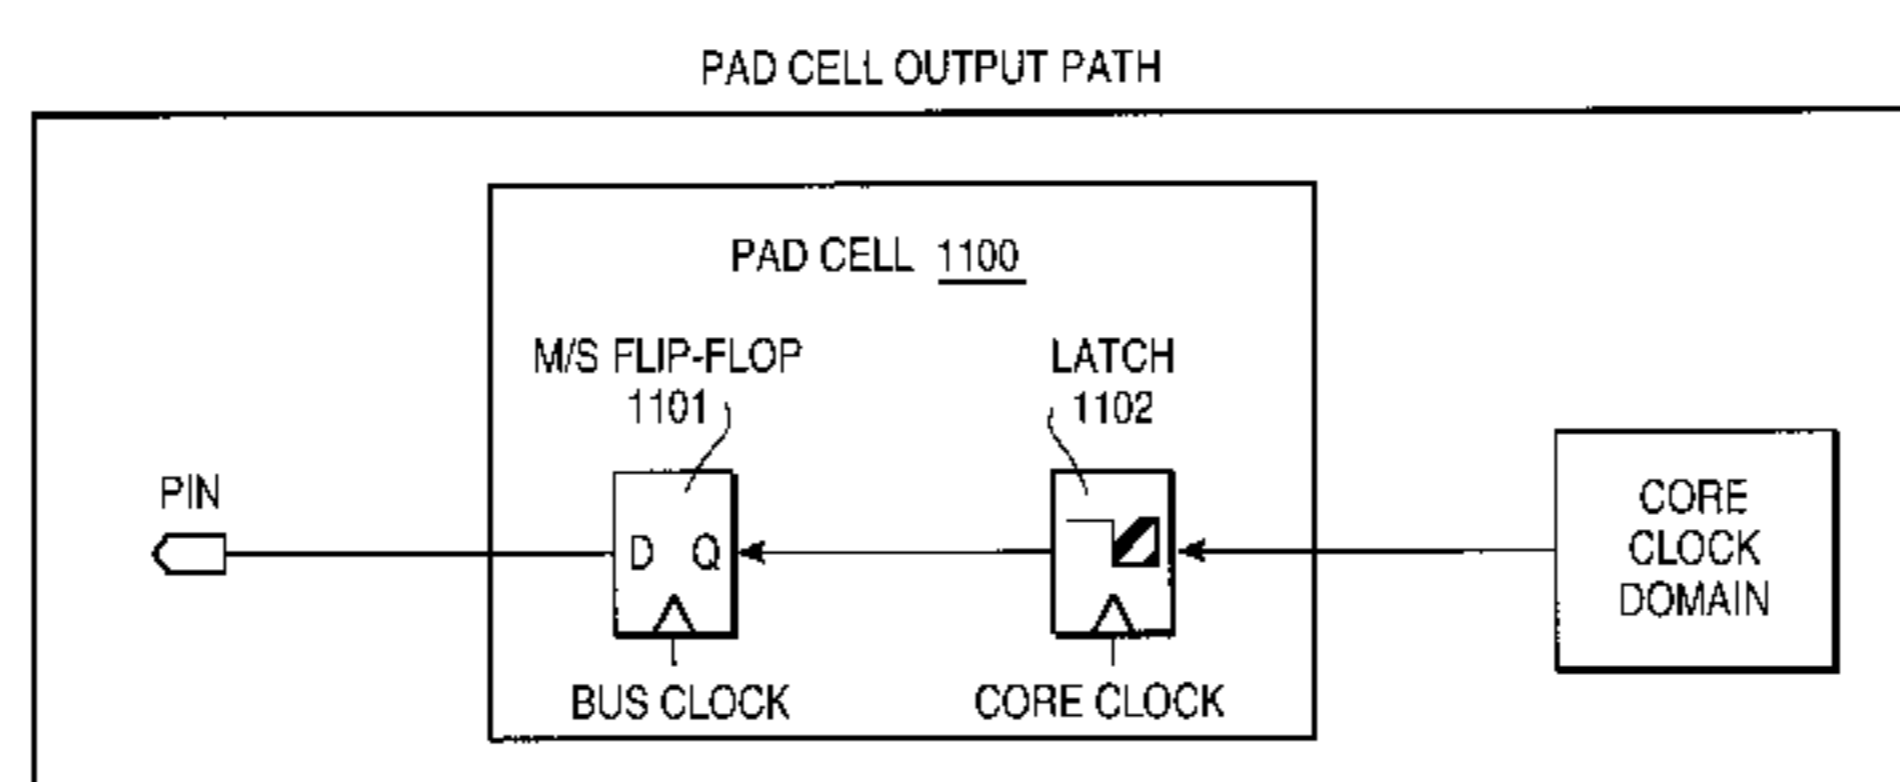 PAD CELL OUTPUT PATH
PAD CELL 1100
M/S FLIP-FLOP
1101
LATCH
1102
PIN
D Q
CORE
CLOCK
DOMAIN
BUS CLOCK
CORE CLOCK